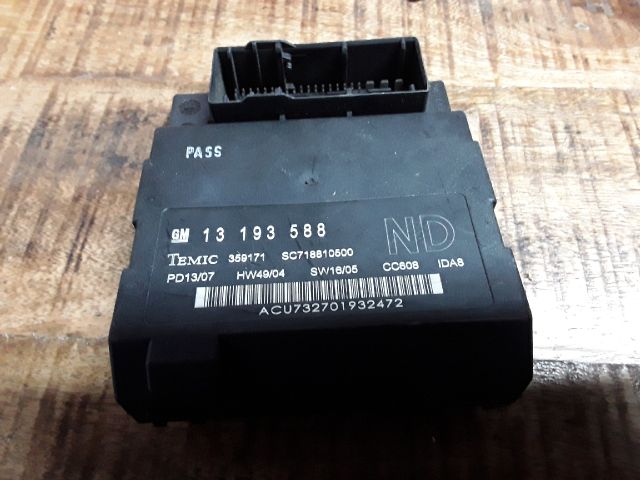 PASS
GM 13 193 588 ND
TEMIC 359171 SC718810500
PD13/07 HW49/04 SW16/05 CC608 IDAS
ACU732701932472